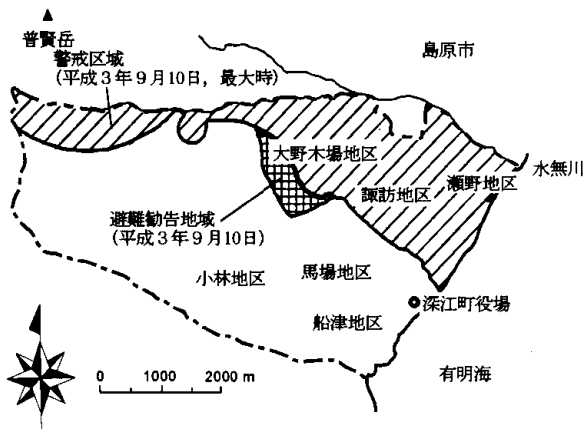 普賢岳
警戒区域
(平成3年9月10日，最大時)
島原市
大野木場地区
水無川
瀬野地区
諏訪地区
避難勧告地域
(平成3年9月10日)
小林地区
馬場地区
深江町役場
船津地区
有明海
0 1000 2000 m